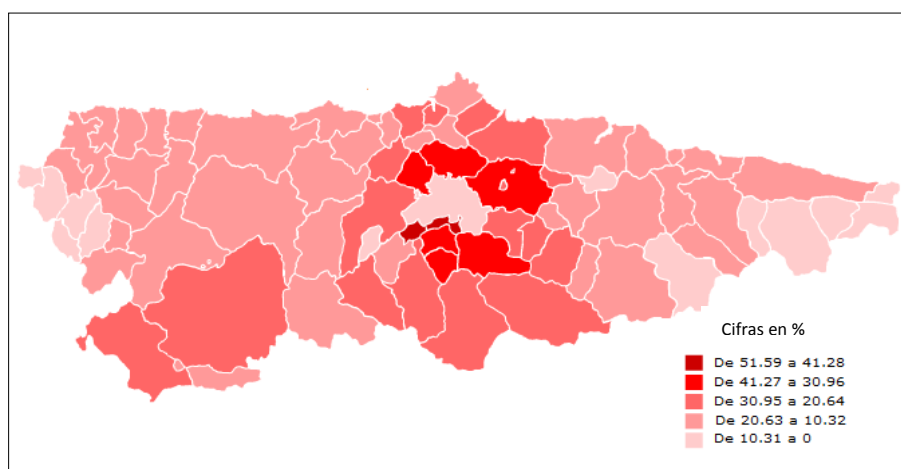 Cifras en %
De 51.59 a 41.28
De 41.27 a 30.96
De 30.95 a 20.64
De 20.63 a 10.32
De 10.31 a 0